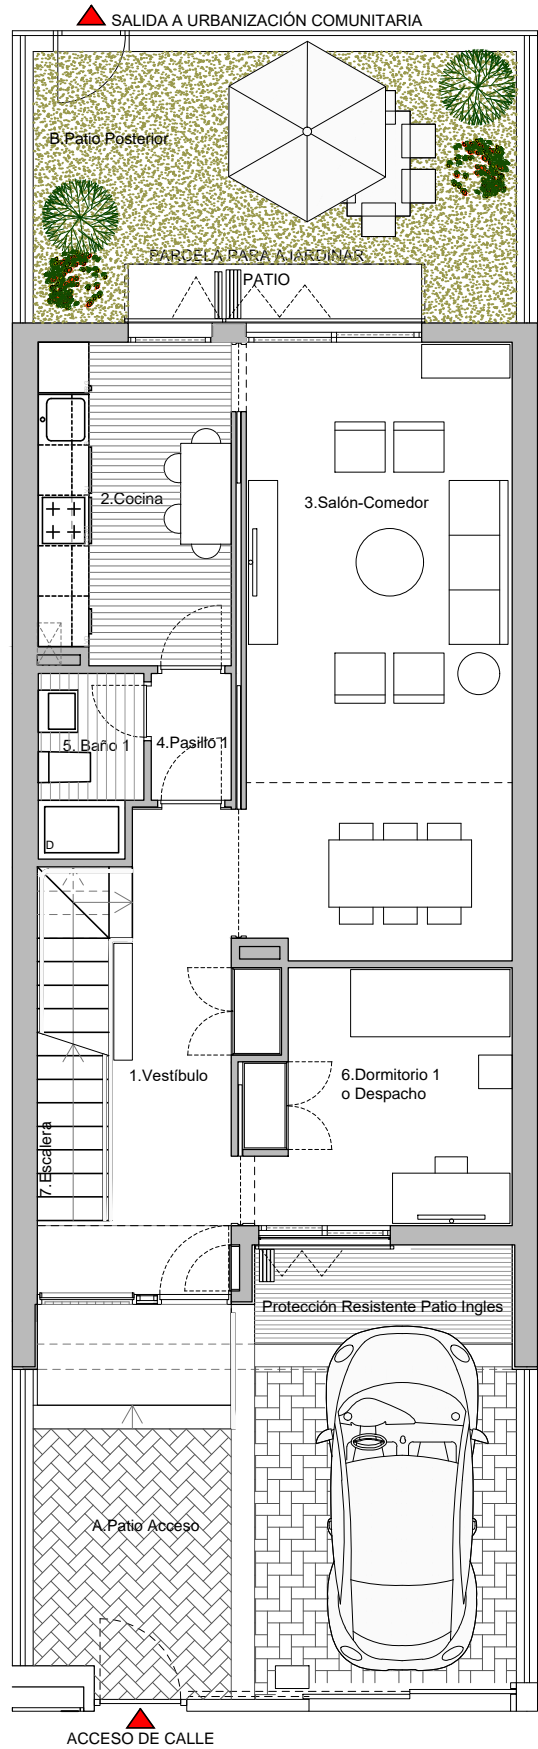 SALIDA A URBANIZACIÓN COMUNITARIA
B.Patio Posterior
PARCELA PARA AJARDINAR
PATIO
2.Cocina
3.Salón-Comedor
5. Baño 1
4.Pasillo 1
D
1.Vestíbulo
6.Dormitorio 1
o Despacho
7.Escalera
Protección Resistente Patio Ingles
A.Patio Acceso
ACCESO DE CALLE